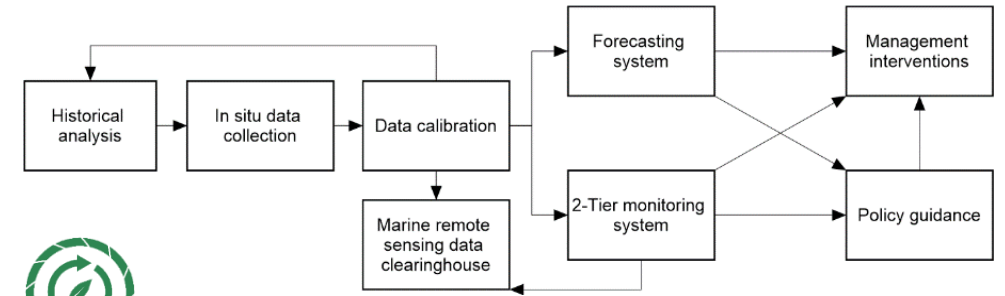 Historical
analysis
In situ data
collection
Data calibration
Marine remote
sensing data
clearinghouse
Forecasting
system
2-Tier monitoring
system
Management
interventions
Policy guidance